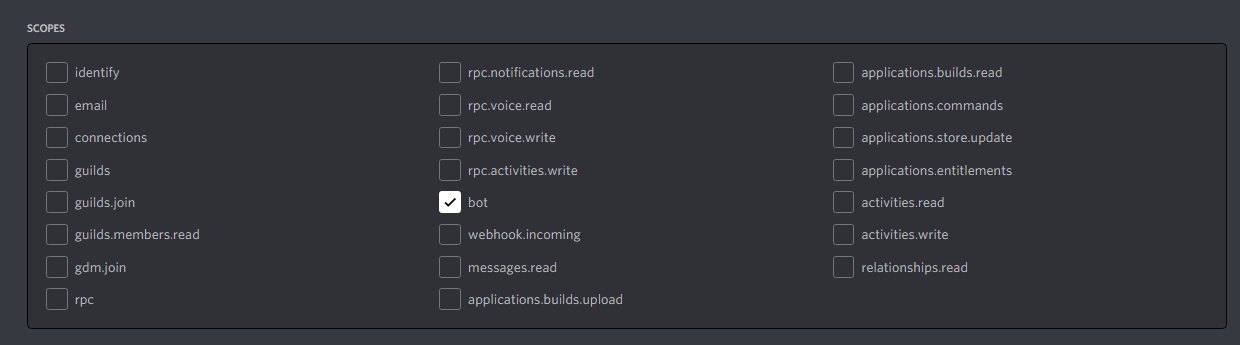 SCOPES
identify
email
connections
guilds
guilds.join
guilds.members.read
gdm.join
rpc
rpc.notifications.read
rpc.voice.read
rpc.voice.write
rpc.activities.write
bot
webhook.incoming
messages.read
applications.builds.upload
applications.builds.read
applications.commands
applications.store.update
applications.entitlements
activities.read
activities.write
relationships.read